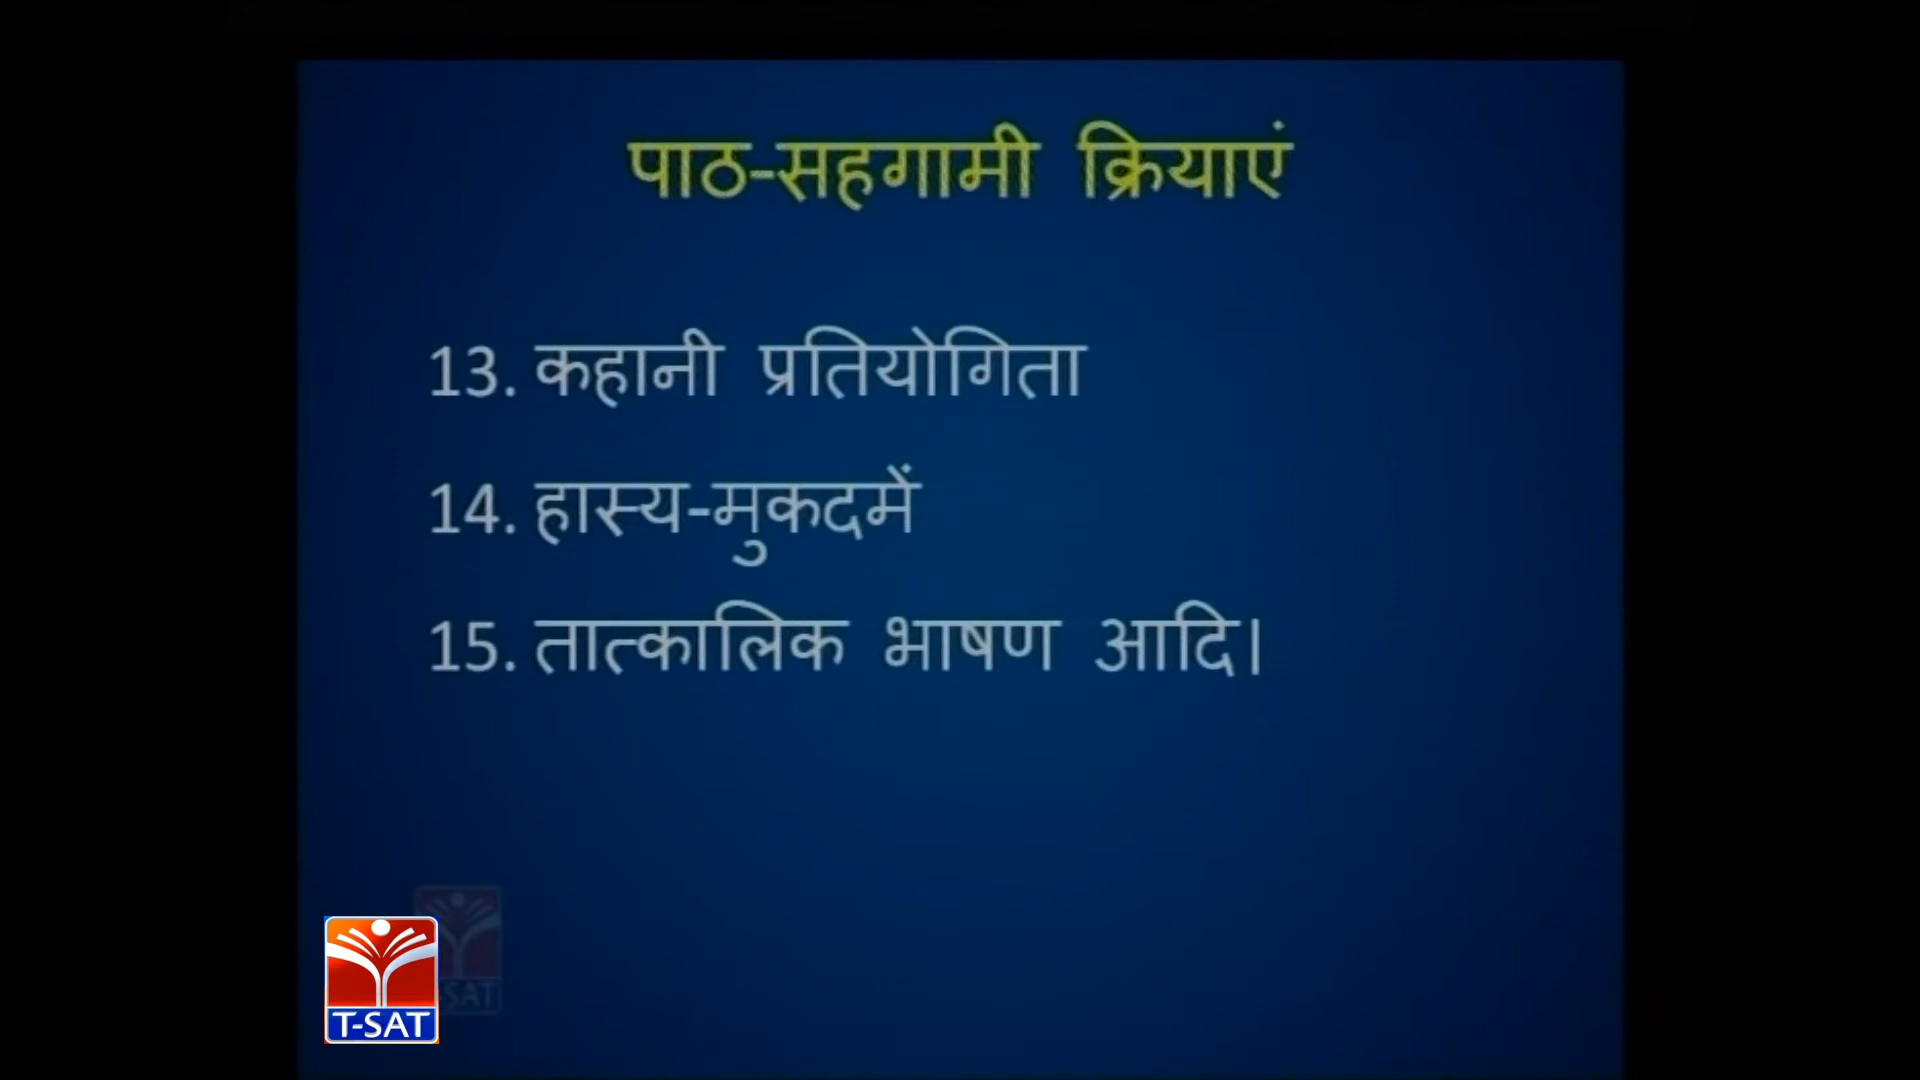 पाठ-सहगामी क्रियाएं
13. कहानी प्रतियोगिता
14. हास्य-मुकदमें
15. तात्कालिक भाषण आदि।
T-SAT